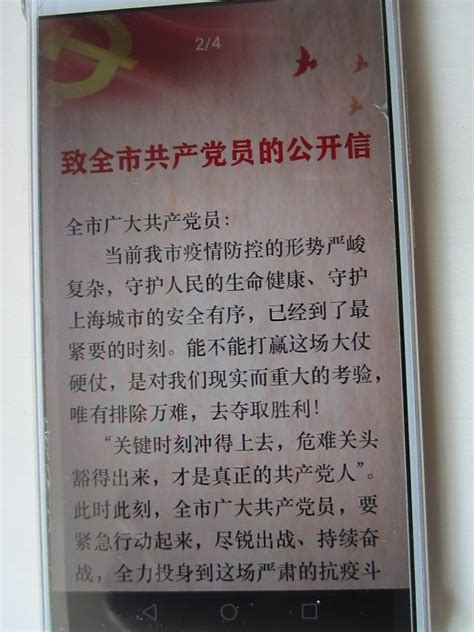 2/4
致全市共产党员的公开信
全市广大共产党员：
当前我市疫情防控的形势严峻
复杂，守护人民的生命健康、守护
上海城市的安全有序，已经到了最
紧要的时刻。能不能打赢这场大仗
硬仗，是对我们现实而重大的考验，
唯有排除万难，去夺取胜利！
“关键时刻冲得上去，危难关头
豁得出来，才是真正的共产党人”。
此时此刻，全市广大共产党员，要
紧急行动起来，尽锐出战、持续奋
战，全力投身到这场严肃的抗疫斗